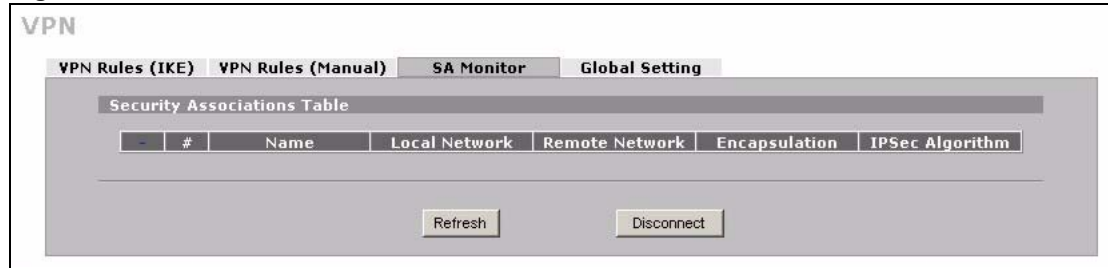 VPN
VPN Rules (IKE) VPN Rules (Manual) SA Monitor Global Setting
Security Associations Table
- # Name Local Network Remote Network Encapsulation IPSec Algorithm
Refresh Disconnect